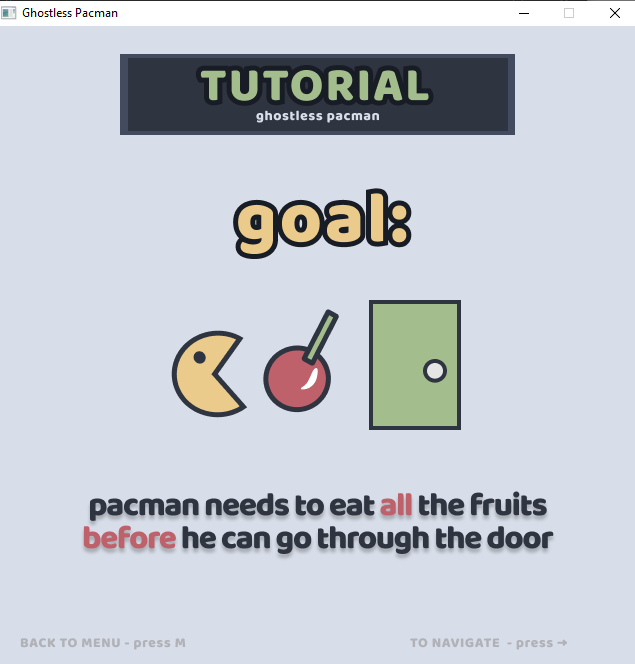 Ghostless Pacman
TUTORIAL
ghostless pacman
goal:
pacman needs to eat all the fruits
before he can go through the door
BACK TO MENU - press M
TO NAVIGATE - press →